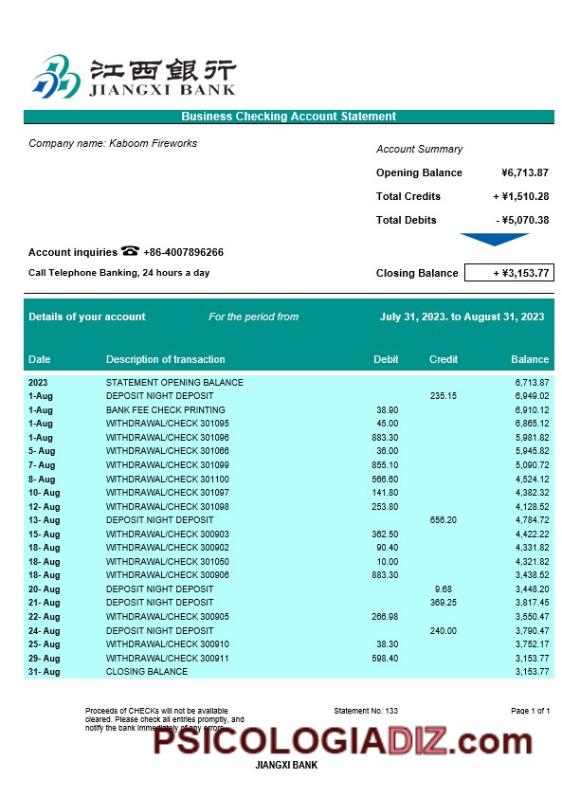 江西銀行
JIANGXI BANK
Business Checking Account Statement
Company name: Kaboom Fireworks
Account Summary
Opening Balance ¥6,713.87
Total Credits + ¥1,510.28
Total Debits - ¥5,070.38
Account inquiries ☎ +86-4007896266
Call Telephone Banking, 24 hours a day
Closing Balance + ¥3,153.77
Details of your account For the period from July 31, 2023. to August 31, 2023
Date Description of transaction Debit Credit Balance
2023 STATEMENT OPENING BALANCE 6,713.87
1-Aug DEPOSIT NIGHT DEPOSIT 235.15 6,949.02
1-Aug BANK FEE CHECK PRINTING 38.90 6,910.12
1-Aug WITHDRAWAL/CHECK 301095 45.00 6,865.12
1-Aug WITHDRAWAL/CHECK 301096 883.30 5,981.82
5- Aug WITHDRAWAL/CHECK 301066 36.00 5,945.82
7- Aug WITHDRAWAL/CHECK 301099 855.10 5,090.72
8- Aug WITHDRAWAL/CHECK 301100 566.60 4,524.12
10- Aug WITHDRAWAL/CHECK 301097 141.80 4,382.32
12- Aug WITHDRAWAL/CHECK 301098 253.80 4,128.52
13- Aug DEPOSIT NIGHT DEPOSIT 656.20 4,784.72
15- Aug WITHDRAWAL/CHECK 300903 362.50 4,422.22
18- Aug WITHDRAWAL/CHECK 300902 90.40 4,331.82
18- Aug WITHDRAWAL/CHECK 301050 10.00 4,321.82
18- Aug WITHDRAWAL/CHECK 300906 883.30 3,438.52
20- Aug DEPOSIT NIGHT DEPOSIT 9.68 3,448.20
21- Aug DEPOSIT NIGHT DEPOSIT 369.25 3,817.45
22- Aug WITHDRAWAL/CHECK 300905 266.98 3,550.47
24- Aug DEPOSIT NIGHT DEPOSIT 240.00 3,790.47
25- Aug WITHDRAWAL/CHECK 300910 38.30 3,752.17
29- Aug WITHDRAWAL/CHECK 300911 598.40 3,153.77
31- Aug CLOSING BALANCE 3,153.77
Proceeds of CHECKs will not be available
cleared. Please check all entries promptly, and
notify the bank immediately of any errors.
Statement No. 133
Page 1 of 1
PSICOLOGIADIZ.com
JIANGXI BANK